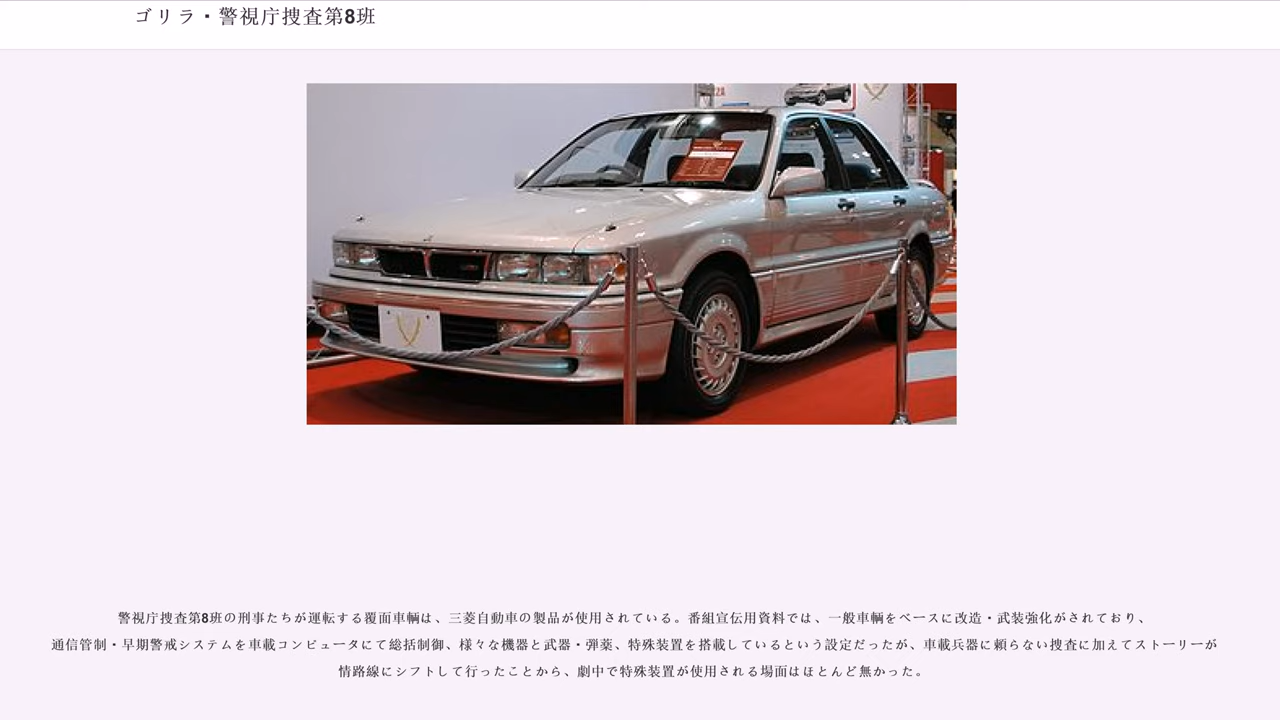 ゴリラ・警視庁捜査第8班
警視庁捜査第8班の刑事たちが運転する覆面車輌は、三菱自動車の製品が使用されている。番組宣伝用資料では、一般車輌をベースに改造・武装強化がされており、
通信管制・早期警戒システムを車載コンピュータにて総括制御、様々な機器と武器・弾薬、特殊装置を搭載しているという設定だったが、車載兵器に頼らない捜査に加えてストーリーが
情路線にシフトして行ったことから、劇中で特殊装置が使用される場面はほとんど無かった。